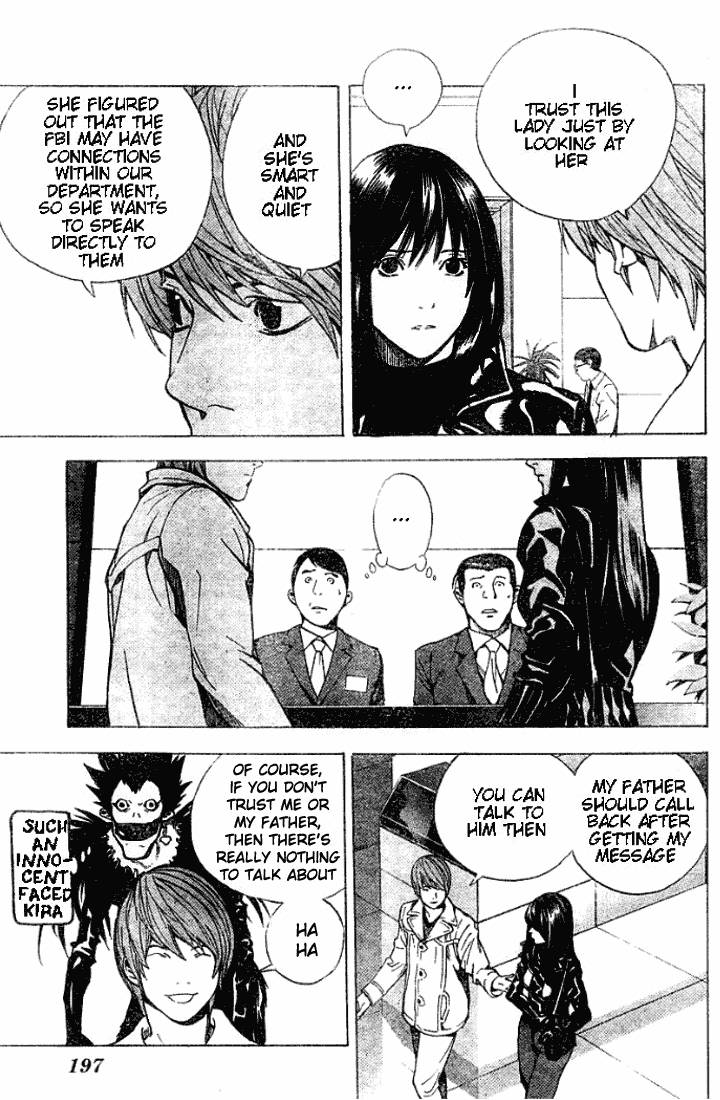 I
TRUST THIS
LADY JUST BY
LOOKING AT
HER
...
AND
SHE'S
SMART
AND
QUIET
SHE FIGURED
OUT THAT THE
FBI MAY HAVE
CONNECTIONS
WITHIN OUR
DEPARTMENT,
SO SHE WANTS
TO SPEAK
DIRECTLY TO
THEM
...
MY FATHER
SHOULD CALL
BACK AFTER
GETTING MY
MESSAGE
YOU CAN
TALK TO
HIM THEN
OF COURSE,
IF YOU DON'T
TRUST ME OR
MY FATHER,
THEN THERE'S
REALLY NOTHING
TO TALK ABOUT
HA
HA
SUCH
AN
INNO-
CENT
FACED
KIRA
197